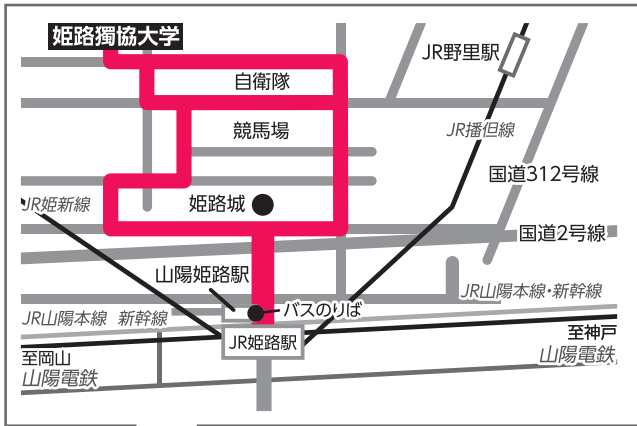 姫路獨協大学
JR野里駅
自衛隊
競馬場
JR播但線
国道312号線
JR姫新線
姫路城
国道2号線
山陽姫路駅
バスのりば
JR山陽本線・新幹線
JR山陽本線 新幹線
JR姫路駅
至神戸
至岡山
山陽電鉄
山陽電鉄